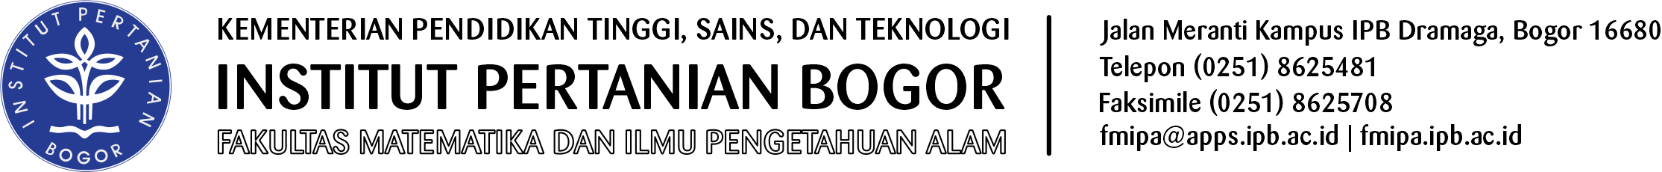 INSTITUT PERTANIAN
BOGOR
KEMENTERIAN PENDIDIKAN TINGGI, SAINS, DAN TEKNOLOGI
INSTITUT PERTANIAN BOGOR
FAKULTAS MATEMATIKA DAN ILMU PENGETAHUAN ALAM
Jalan Meranti Kampus IPB Dramaga, Bogor 16680
Telepon (0251) 8625481
Faksimile (0251) 8625708
fmipa@apps.ipb.ac.id | fmipa.ipb.ac.id